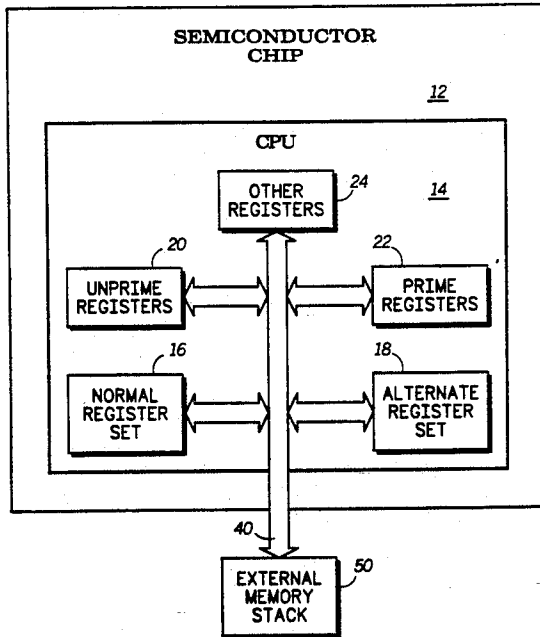 SEMICONDUCTOR
CHIP
12
CPU
14
OTHER
REGISTERS
24
20
UNPRIME
REGISTERS
22
PRIME
REGISTERS
16
NORMAL
REGISTER
SET
18
ALTERNATE
REGISTER
SET
40
EXTERNAL
MEMORY
STACK
50